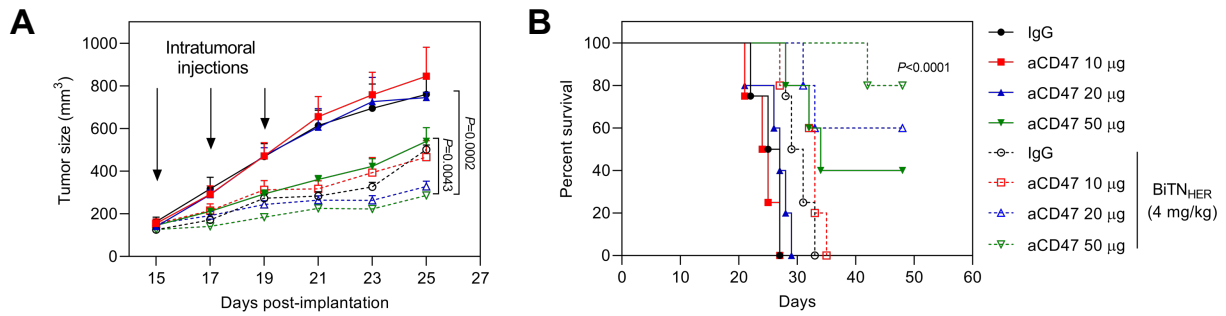 A
Intratumoral
injections
Tumor size (mm³)
1000
800
600
400
200
0
15
17
19
21
23
25
27
Days post-implantation
P=0.0043
P=0.0002
B
Percent survival
100
80
60
40
20
0
0
20
30
40
50
60
Days
P<0.0001
IgG
aCD47 10 μg
aCD47 20 μg
aCD47 50 μg
IgG
aCD47 10 μg
aCD47 20 μg
aCD47 50 μg
BiTN_HER
(4 mg/kg)